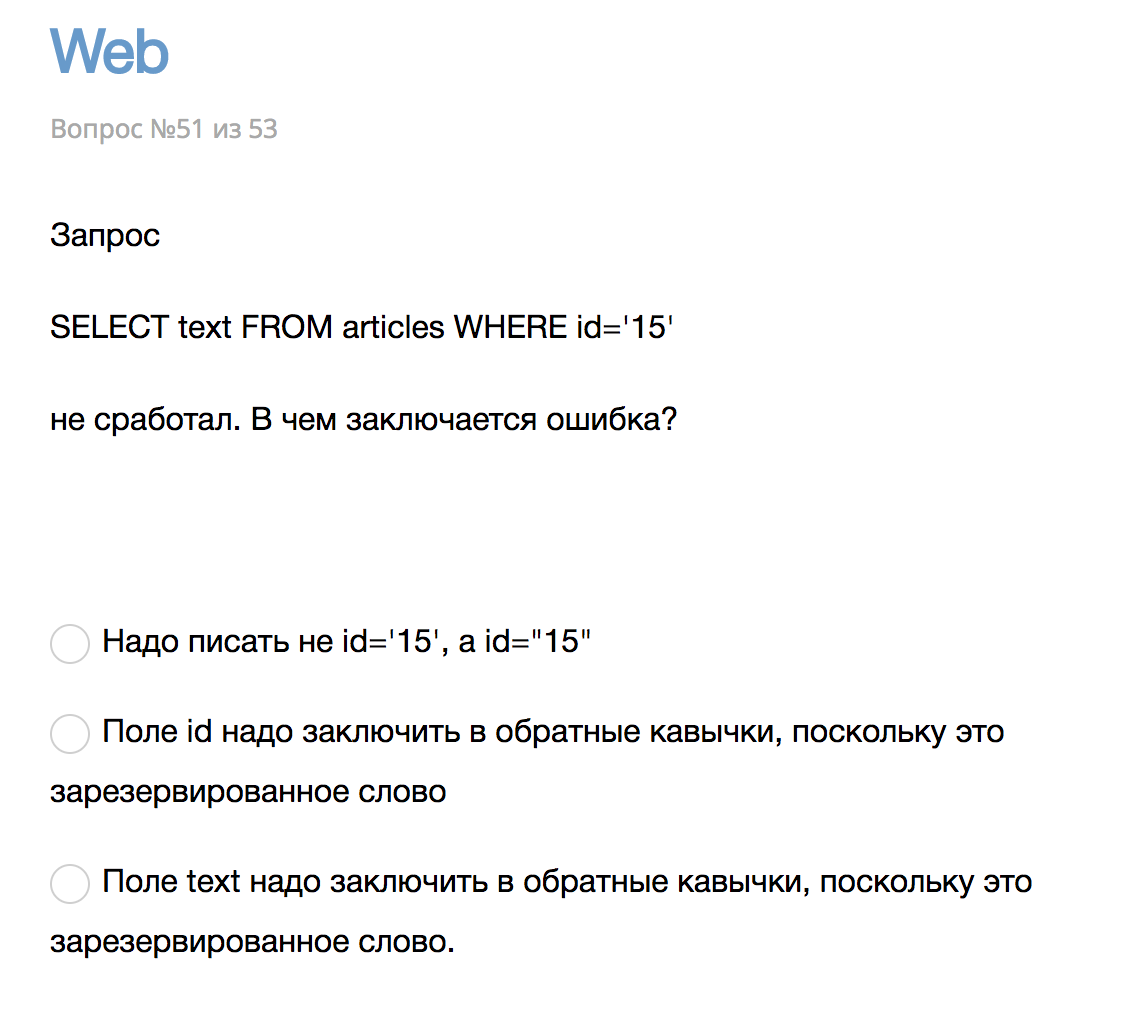 Web
Вопрос №51 из 53
Запрос
SELECT text FROM articles WHERE id='15'
не сработал. В чем заключается ошибка?
Надо писать не id='15', а id="15"
Поле id надо заключить в обратные кавычки, поскольку это
зарезервированное слово
Поле text надо заключить в обратные кавычки, поскольку это
зарезервированное слово.